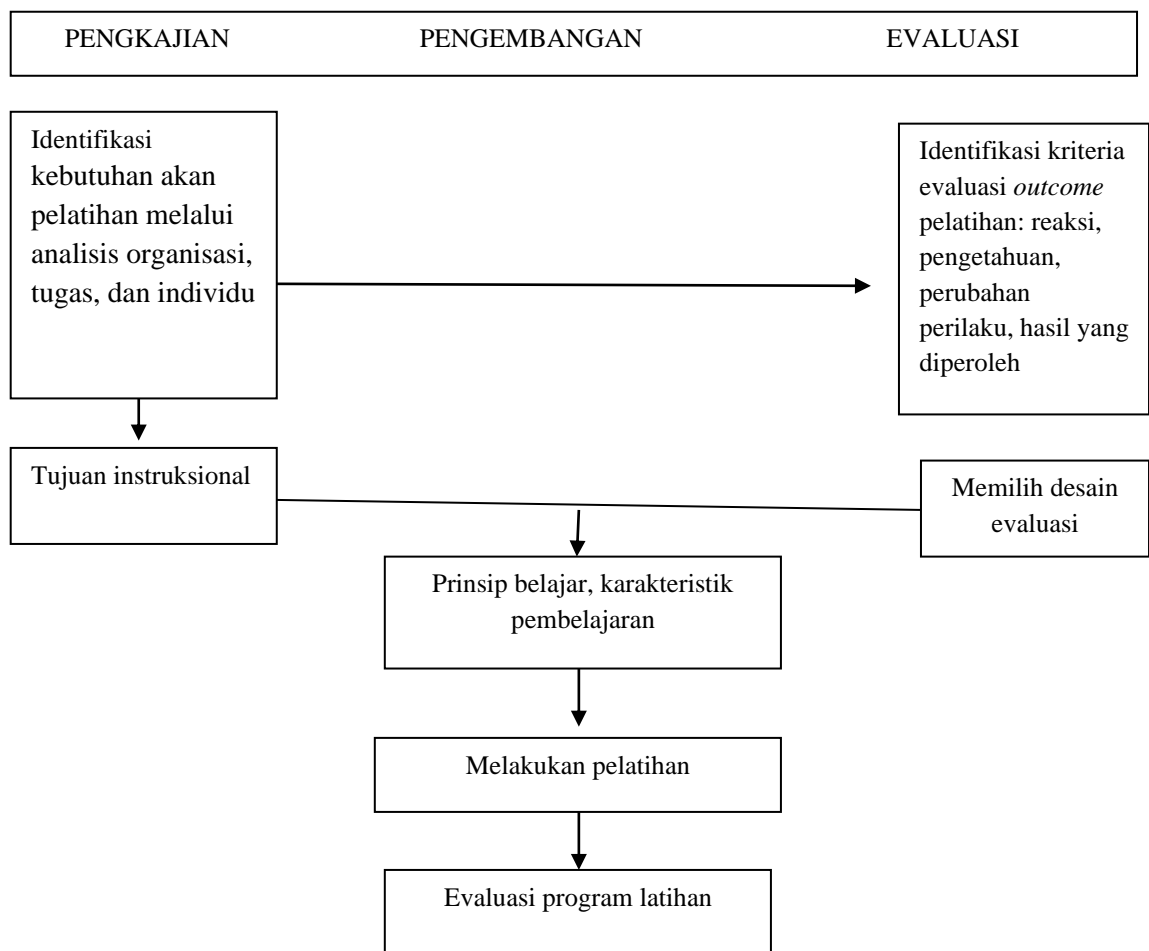 PENGKAJIAN PENGEMBANGAN EVALUASI
Identifikasi
kebutuhan akan
pelatihan melalui
analisis organisasi,
tugas, dan individu
Identifikasi kriteria
evaluasi outcome
pelatihan: reaksi,
pengetahuan,
perubahan
perilaku, hasil yang
diperoleh
Tujuan instruksional
Memilih desain
evaluasi
Prinsip belajar, karakteristik
pembelajaran
Melakukan pelatihan
Evaluasi program latihan